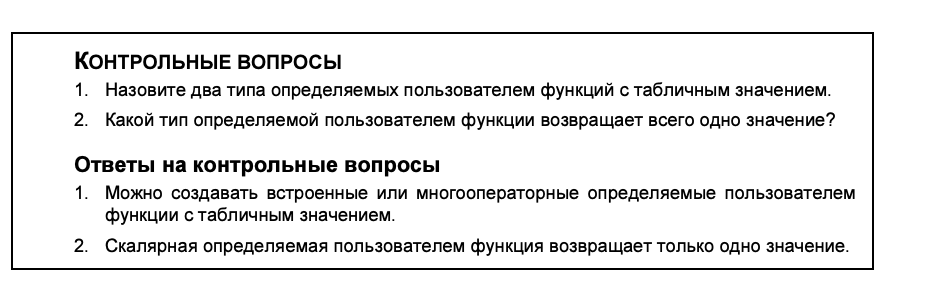 КОНТРОЛЬНЫЕ ВОПРОСЫ
1. Назовите два типа определяемых пользователем функций с табличным значением.
2. Какой тип определяемой пользователем функции возвращает всего одно значение?
Ответы на контрольные вопросы
1. Можно создавать встроенные или многооператорные определяемые пользователем
функции с табличным значением.
2. Скалярная определяемая пользователем функция возвращает только одно значение.